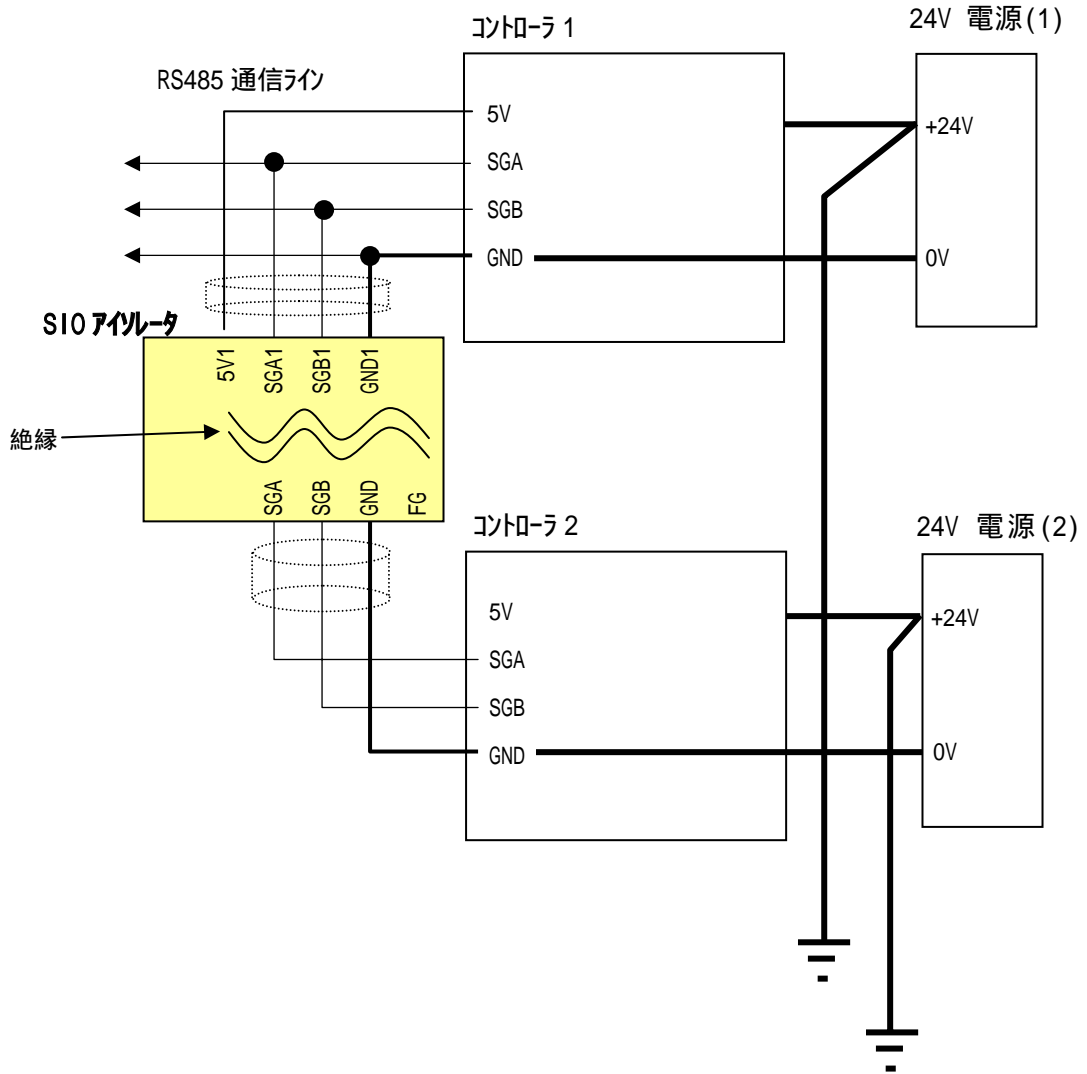 24V 電源(1)
コントローラ 1
RS485 通信ライン
5V
+24V
SGA
SGB
GND
0V
SIO アイソレータ
5V1
SGA1
SGB1
GND1
絶縁
SGA
SGB
GND
FG
コントローラ 2
24V 電源(2)
5V
+24V
SGA
SGB
GND
0V